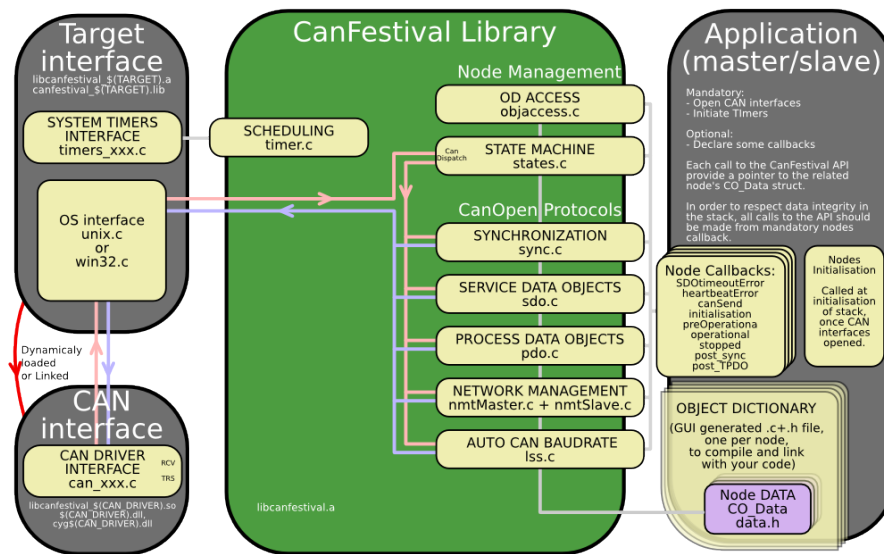 Target
interface
libcanfestival_$(TARGET).a
canfestival_$(TARGET).lib
SYSTEM TIMERS
INTERFACE
timers_xxx.c
OS interface
unix.c
or
win32.c
Dynamicaly
loaded
or Linked
CAN
interface
CAN DRIVER
INTERFACE
can_xxx.c
RCV
TRS
libcanfestival_$(CAN_DRIVER).so
$(CAN_DRIVER).dll,
cyg$(CAN_DRIVER).dll
CanFestival Library
SCHEDULING
timer.c
Node Management
OD ACCESS
objaccess.c
Can
Dispatch
STATE MACHINE
states.c
CanOpen Protocols
SYNCHRONIZATION
sync.c
SERVICE DATA OBJECTS
sdo.c
PROCESS DATA OBJECTS
pdo.c
NETWORK MANAGEMENT
nmtMaster.c + nmtSlave.c
AUTO CAN BAUDRATE
lss.c
libcanfestival.a
Application
(master/slave)
Mandatory:
- Open CAN interfaces
- Initiate TImers
Optional:
- Declare some callbacks
Each call to the CanFestival API
provide a pointer to the related
node's CO_Data struct.
In order to respect data integrity in
the stack, all calls to the API should
be made from mandatory nodes
callback.
Node Callbacks:
SDOtimeoutError
heartbeatError
canSend
initialisation
preOperationa
operational
stopped
post_sync
post_TPDO
Nodes
Initialisation
Called at
initialisation
of stack,
once CAN
interfaces
opened.
OBJECT DICTIONARY
(GUI generated .c+.h file,
one per node,
to compile and link
with your code)
Node DATA
CO_Data
data.h